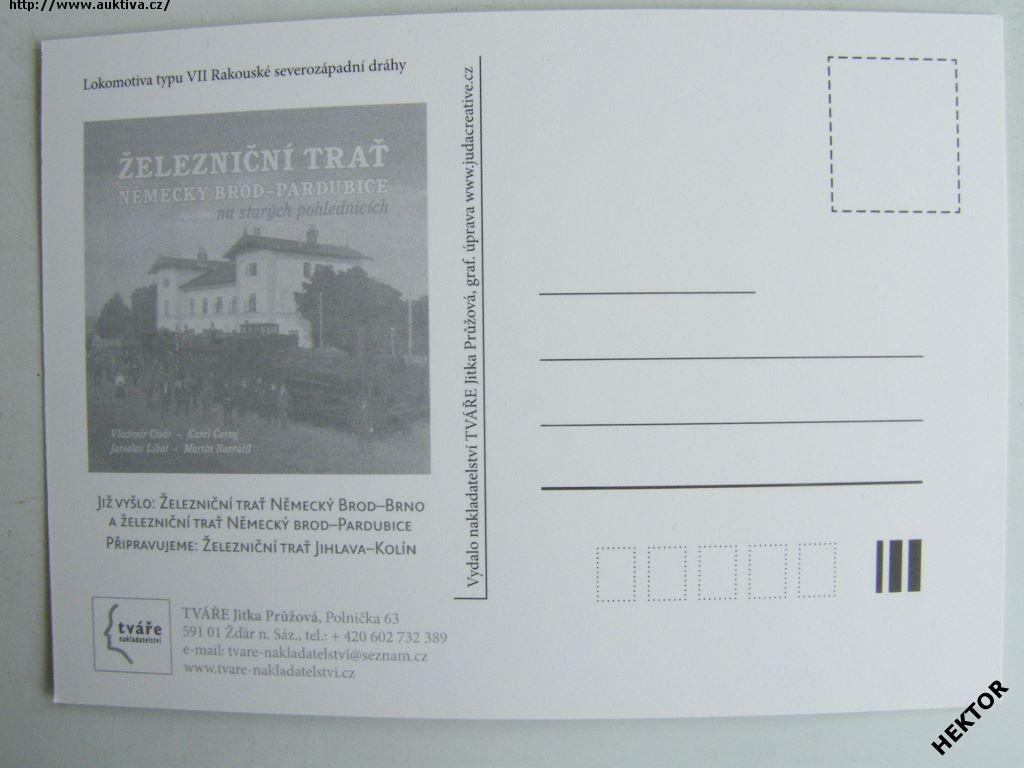 http://www.auktiva.cz/
Lokomotiva typu VII Rakouské severozápadní dráhy
ŽELEZNIČNÍ TRAŤ
NĚMECKÝ BROD–PARDUBICE
na starých pohlednicích
Vladimír Cisár - Karel Černý
Jaroslav Libal - Martin Navrátil
Již vyšlo: Železniční trať Německý Brod–Brno
a železniční trať Německý brod–Pardubice
Připravujeme: Železniční trať Jihlava–Kolín
tváře
nakladatelství
TVÁŘE Jitka Průžová, Polnička 63
591 01 Žďár n. Sáz., tel.: + 420 602 732 389
e-mail: tvare-nakladatelstvi@seznam.cz
www.tvare-nakladatelstvi.cz
Vydalo nakladatelství TVÁŘE Jitka Průžová, graf. úprava www.judacreative.cz
HEKTOR